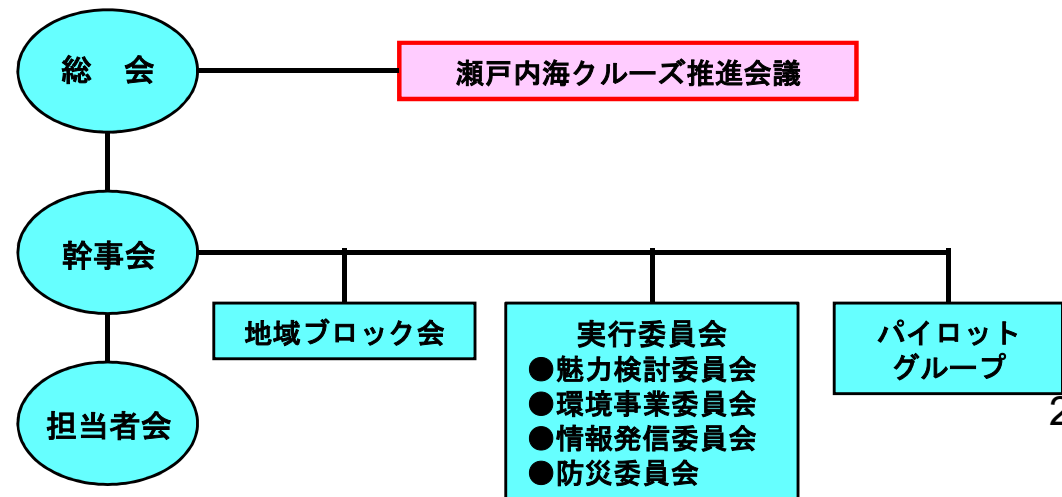 総　会
瀬戸内海クルーズ推進会議
幹事会
地域ブロック会
実行委員会
●魅力検討委員会
●環境事業委員会
●情報発信委員会
●防災委員会
パイロット
グループ
担当者会
2